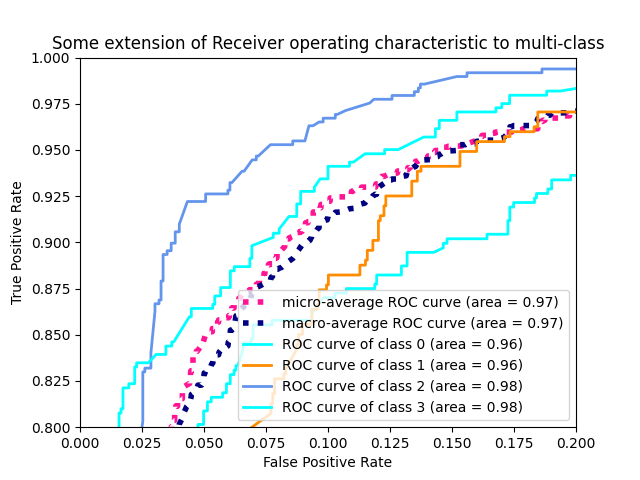 Some extension of Receiver operating characteristic to multi-class
True Positive Rate
1.000
0.975
0.950
0.925
0.900
0.875
0.850
0.825
0.800
micro-average ROC curve (area = 0.97)
macro-average ROC curve (area = 0.97)
ROC curve of class 0 (area = 0.96)
ROC curve of class 1 (area = 0.96)
ROC curve of class 2 (area = 0.98)
ROC curve of class 3 (area = 0.98)
0.000 0.025 0.050 0.075 0.100 0.125 0.150 0.175 0.200
False Positive Rate